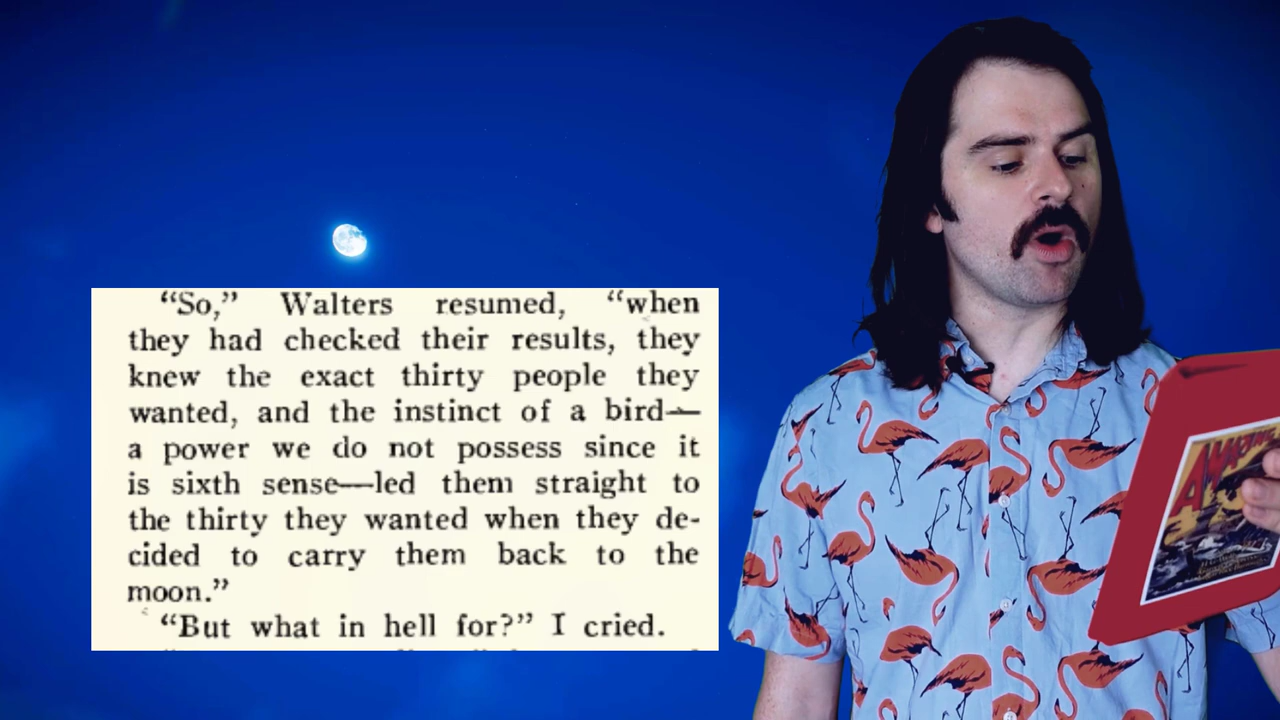 “So,” Walters resumed, “when
they had checked their results, they
knew the exact thirty people they
wanted, and the instinct of a bird—
a power we do not possess since it
is sixth sense—led them straight to
the thirty they wanted when they de-
cided to carry them back to the
moon.”
“But what in hell for?” I cried.
AMAZING